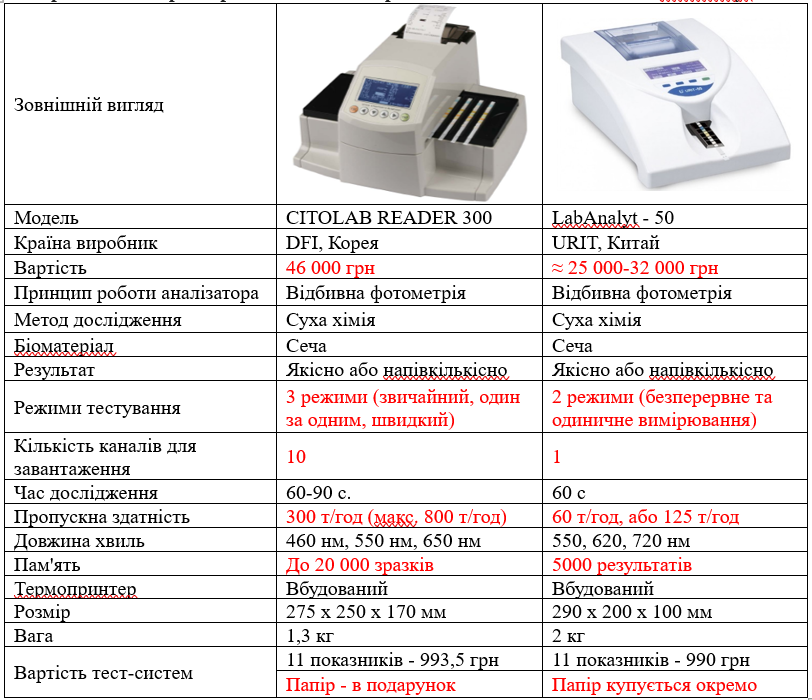 Зовнішній вигляд
Модель CITOLAB READER 300 LabAnalyt - 50
Країна виробник DFI, Корея URIT, Китай
Вартість 46 000 грн ≈ 25 000-32 000 грн
Принцип роботи аналізатора Відбивна фотометрія Відбивна фотометрія
Метод дослідження Суха хімія Суха хімія
Біоматеріал Сеча Сеча
Результат Якісно або напівкількісно Якісно або напівкількісно
Режими тестування 3 режими (звичайний, один 2 режими (безперервне та
за одним, швидкий) одиничне вимірювання)
Кількість каналів для
завантаження 10 1
Час дослідження 60-90 с. 60 с
Пропускна здатність 300 т/год (макс. 800 т/год) 60 т/год, або 125 т/год
Довжина хвиль 460 нм, 550 нм, 650 нм 550, 620, 720 нм
Пам'ять До 20 000 зразків 5000 результатів
Термопринтер Вбудований Вбудований
Розмір 275 х 250 х 170 мм 290 х 200 х 100 мм
Вага 1,3 кг 2 кг
Вартість тест-систем 11 показників - 993,5 грн 11 показників - 990 грн
Папір - в подарунок Папір купується окремо